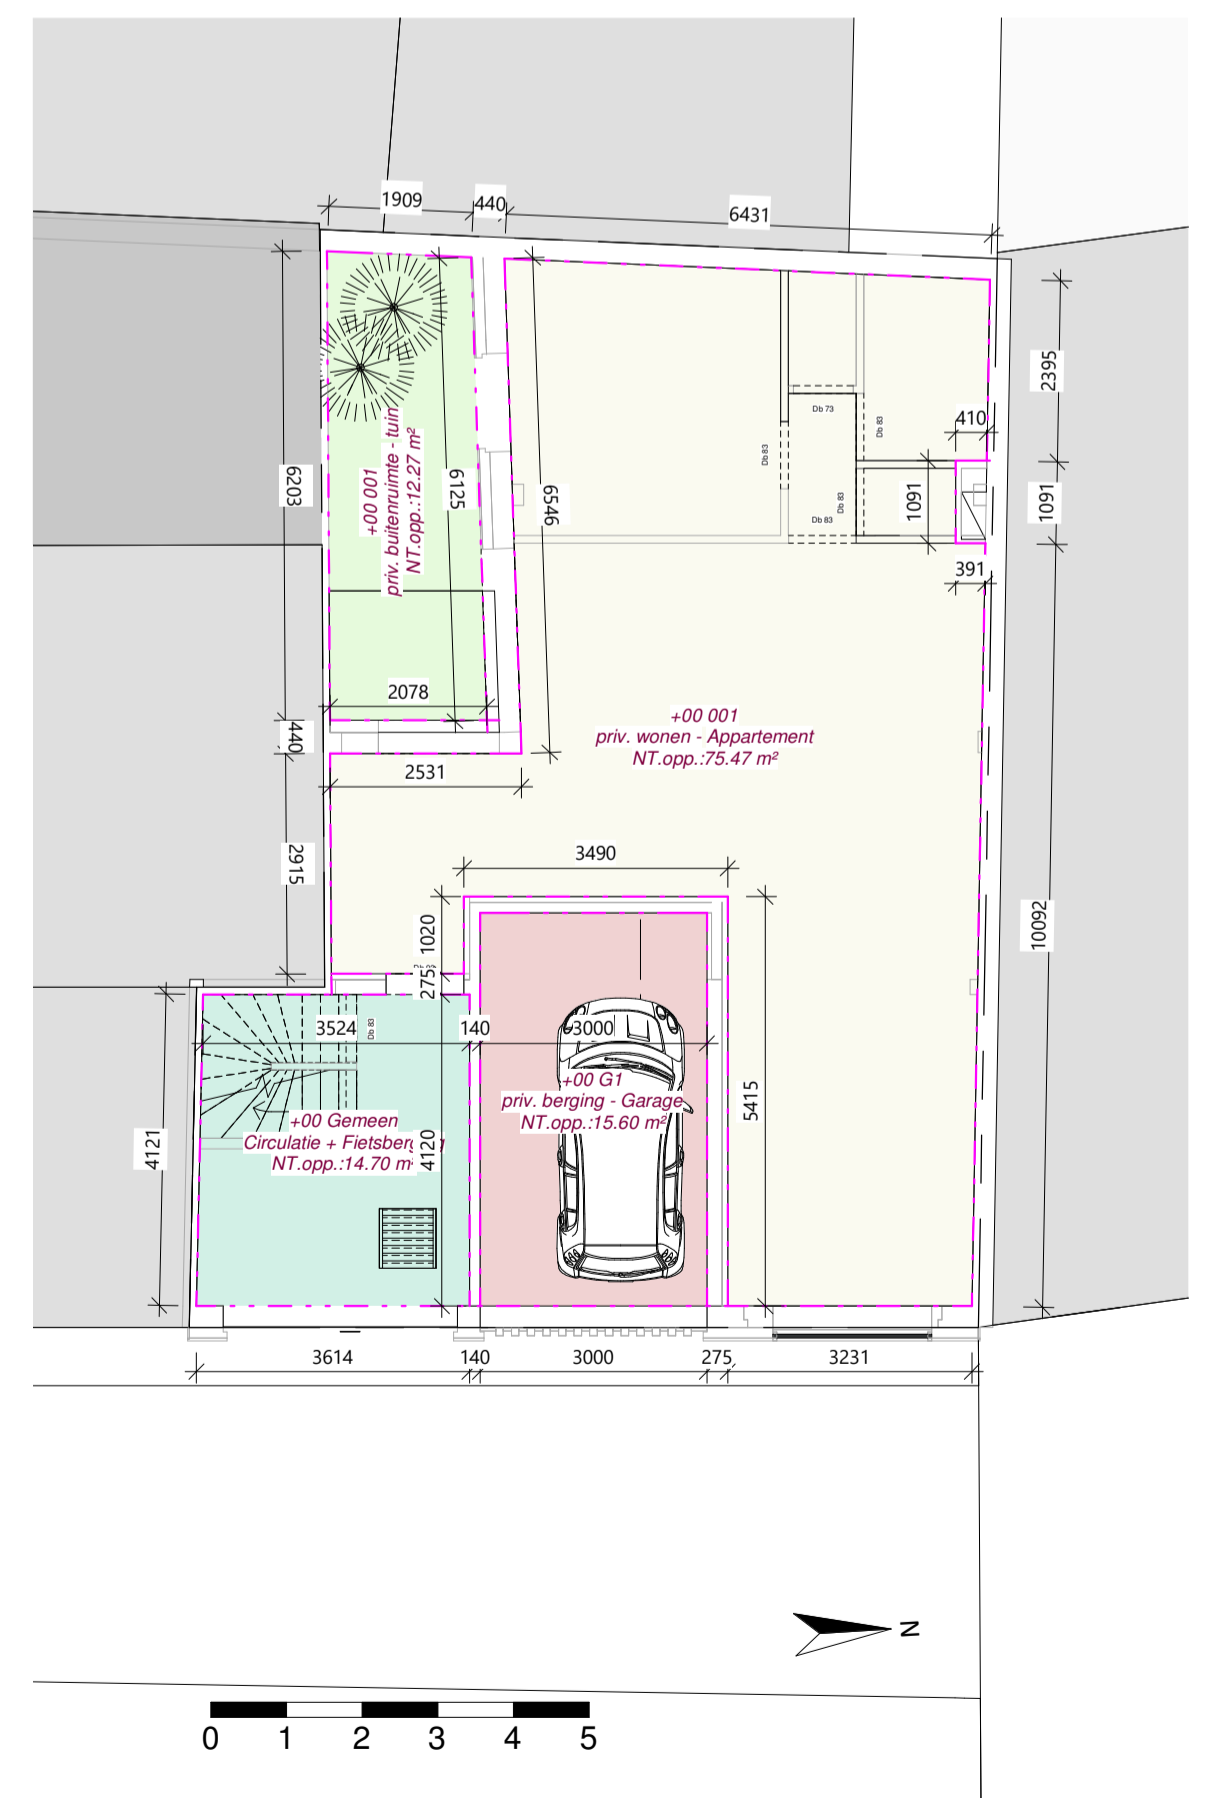 1909
440
6431
2395
410
6203
+00 001
priv. buitenruimte - tuin
NT.opp.:12.27 m²
6125
6546
Db 73
Db 83
Db 83
Db 83
Db 83
1091
1091
391
2078
440
2531
+00 001
priv. wonen - Appartement
NT.opp.:75.47 m²
3490
2915
1020
275
10092
3524
Db 83
140
3000
+00 G1
priv. berging - Garage
NT.opp.:15.60 m²
5415
4121
+00 Gemeen
Circulatie + Fietsberg
NT.opp.:14.70 m²
4120
3614
140
3000
275
3231
N
0 1 2 3 4 5